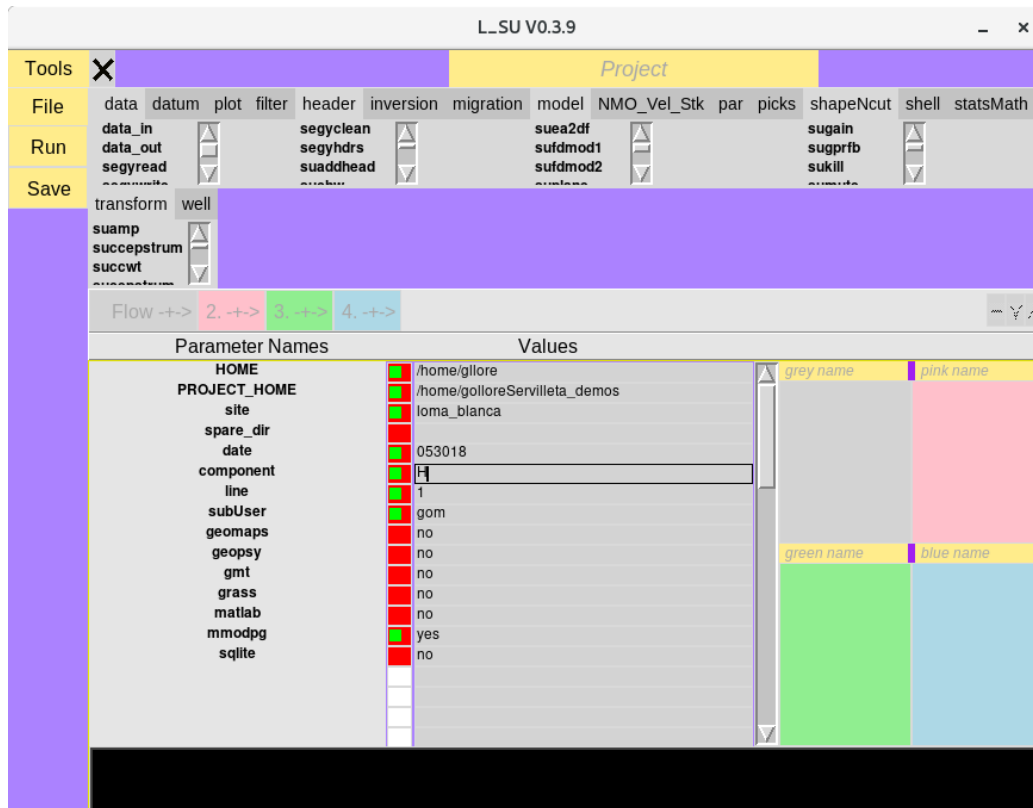 L_SU V0.3.9
Tools Project
File data datum plot filter header inversion migration model NMO_Vel_Stk par picks shapeNcut shell statsMath
data_in segyclean suea2df sugain
Run data_out segyhdrs sufdmod1 sugprfb
segyread suaddhead sufdmod2 sukill
Save
transform well
suamp
succepstrum
succwt
Flow -+-> 2. -+-> 3. -+-> 4. -+->
Parameter Names Values
HOME /home/gllore grey name pink name
PROJECT_HOME /home/golloreServilleta_demos
site loma_blanca
spare_dir
date 053018
component H
line 1
subUser gom
geomaps no
geopsy no green name blue name
gmt no
grass no
matlab no
mmodpg yes
sqlite no